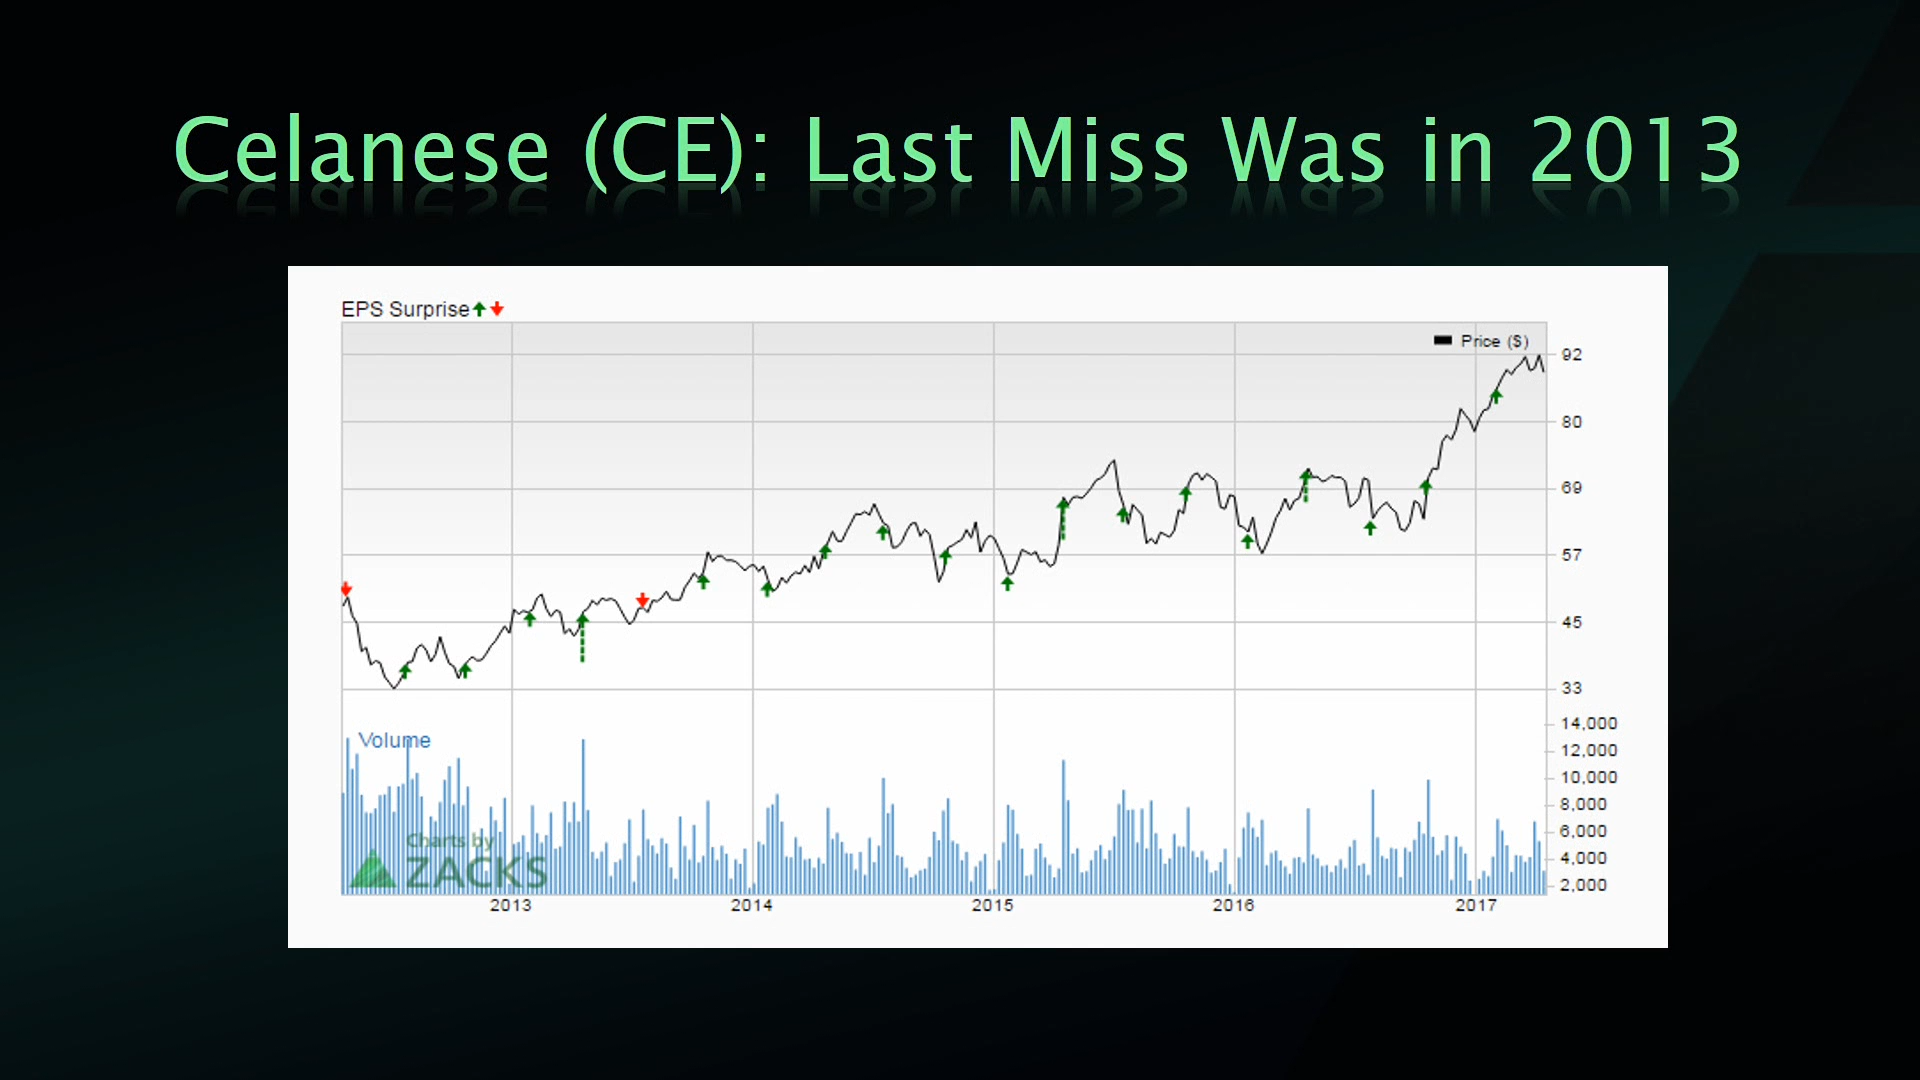 Celanese (CE): Last Miss Was in 2013
EPS Surprise
Price ($)
92
80
69
57
45
33
Volume
14,000
12,000
10,000
8,000
6,000
4,000
2,000
Charts by
ZACKS
2013 2014 2015 2016 2017